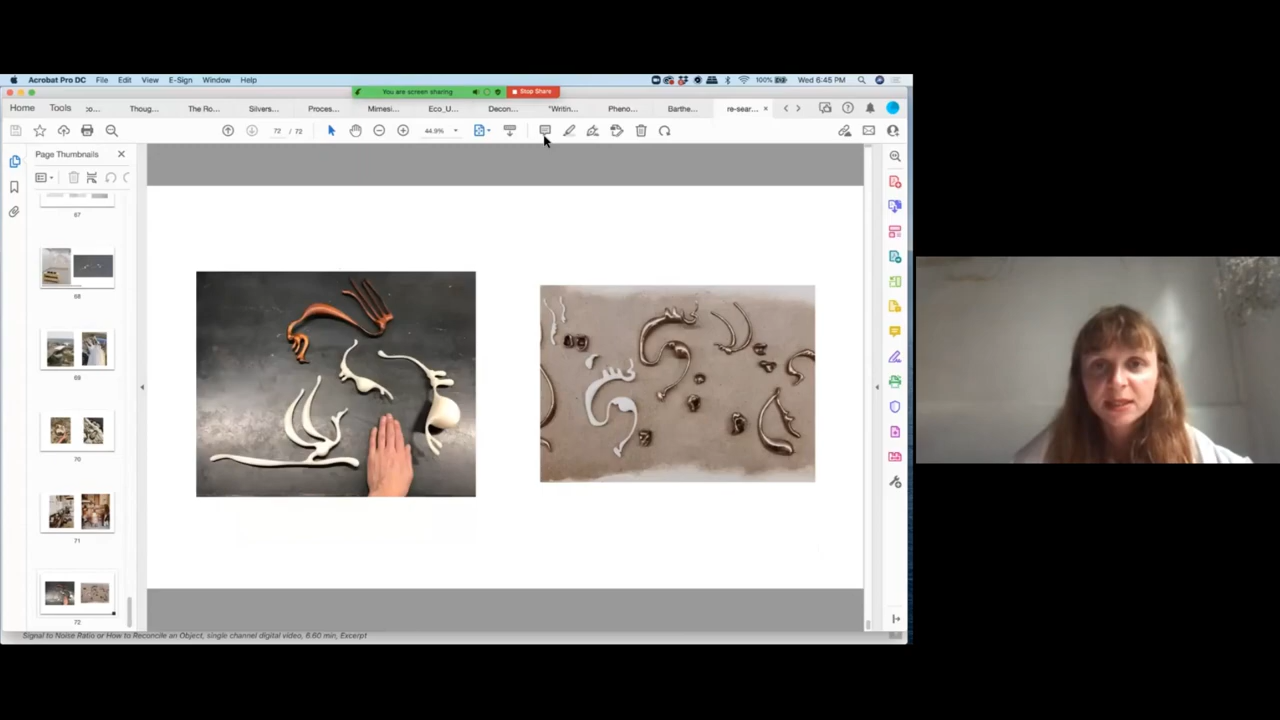 Acrobat Pro DC File Edit View E-Sign Window Help 100% Wed 6:45 PM
You are screen sharing Stop Share
Home Tools co... Thoug... The Ro... Silvers... Proces... Mimesi... Eco_U... Decon... "Writin... Pheno... Barthe... re-sear... ×
72 / 72 44.9%
Page Thumbnails
67
68
69
70
71
72
Signal to Noise Ratio or How to Reconcile an Object, single channel digital video, 6.60 min, Excerpt